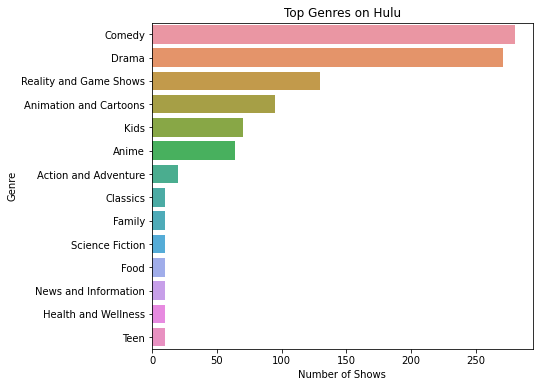 Top Genres on Hulu
Comedy
Drama
Reality and Game Shows
Animation and Cartoons
Kids
Anime
Action and Adventure
Classics
Family
Science Fiction
Food
News and Information
Health and Wellness
Teen
Genre
0 50 100 150 200 250
Number of Shows